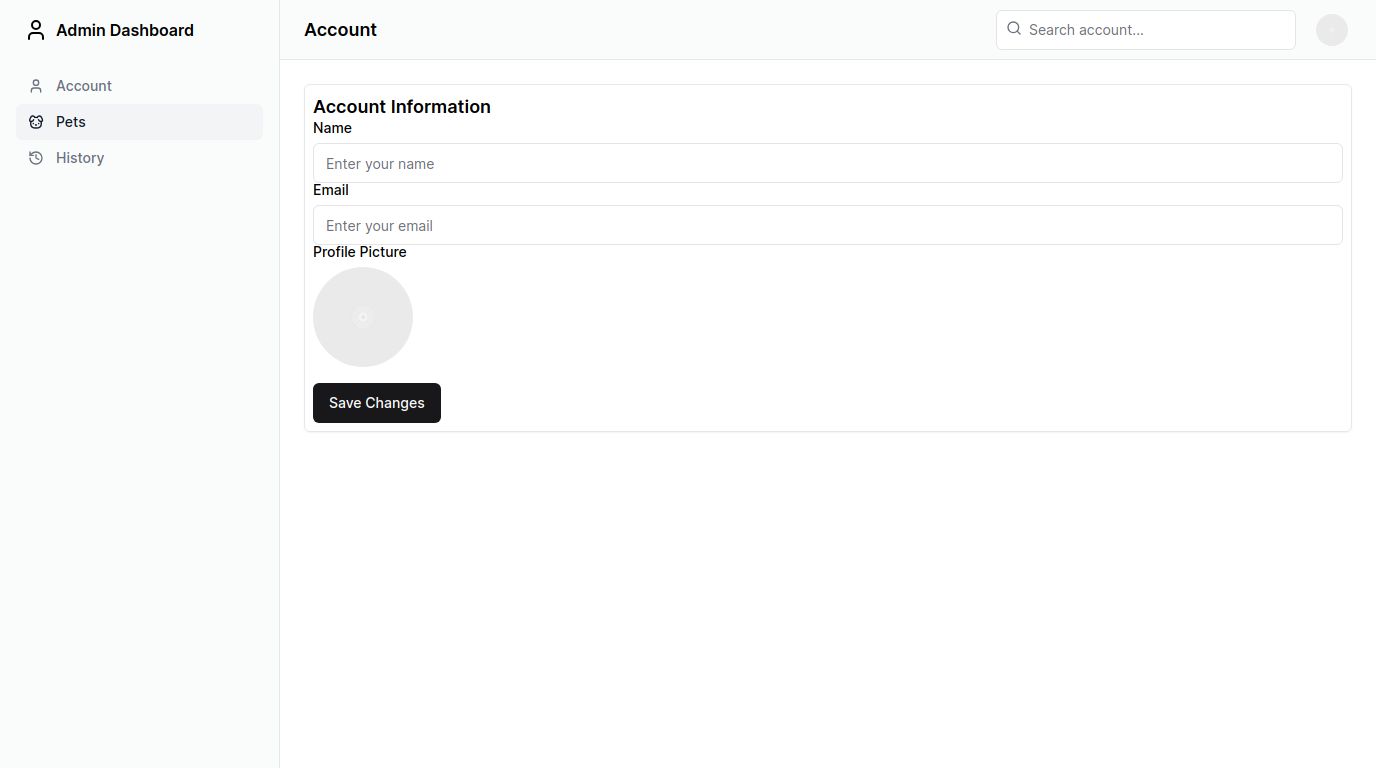 Admin Dashboard
Account
Pets
History
Account
Search account...
Account Information
Name
Enter your name
Email
Enter your email
Profile Picture
Save Changes